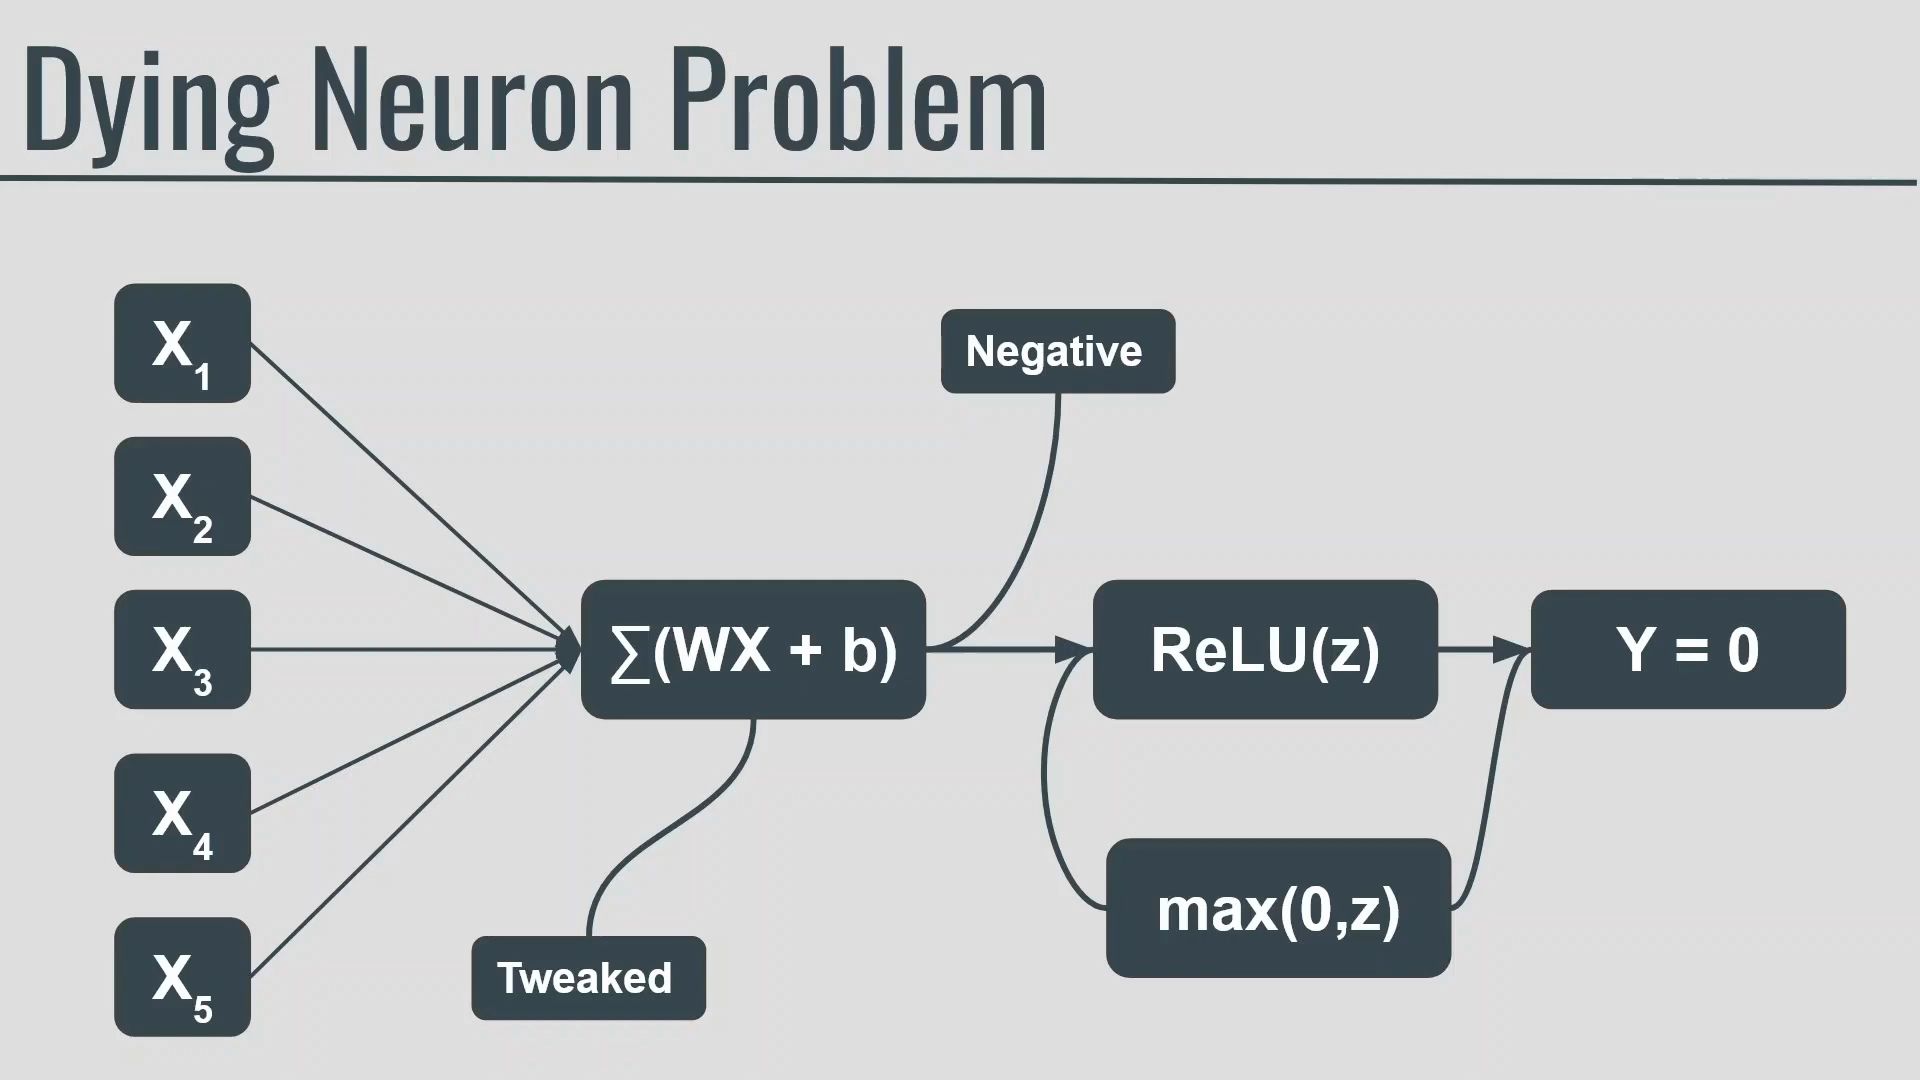 Dying Neuron Problem
X1
X2
X3
X4
X5
Negative
∑(WX + b)
ReLU(z)
Y = 0
max(0,z)
Tweaked